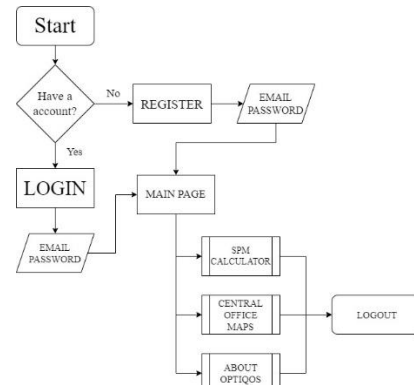 Start
Have a
account?
No
REGISTER
EMAIL
PASSWORD
Yes
LOGIN
MAIN PAGE
EMAIL
PASSWORD
SPM
CALCULATOR
CENTRAL
OFFICE
MAPS
LOGOUT
ABOUT
OPTIQOS